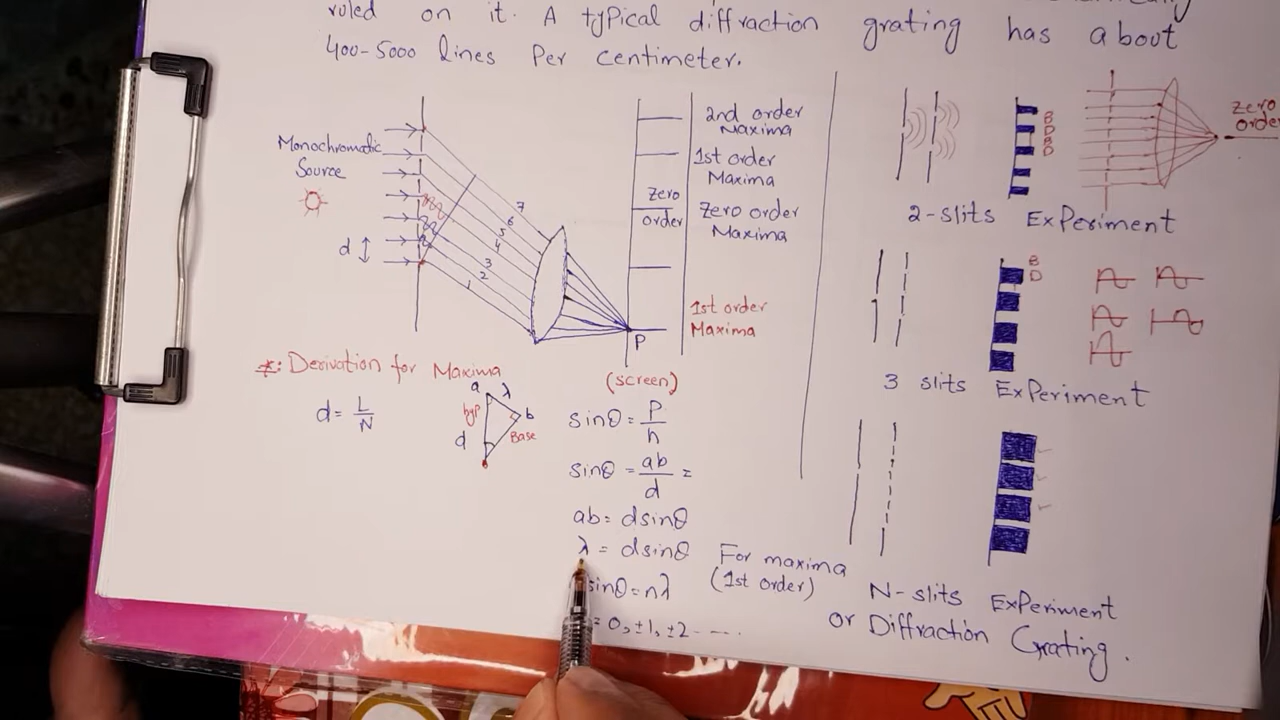 ruled on it. A typical diffraction grating has about
400-5000 lines Per centimeter.
Monochromatic
Source
d
7
6
5
4
3
2
1
2nd order
Maxima
1st order
Maxima
Zero
order
Zero order
Maxima
1st order
Maxima
P
(screen)
B
D
B
D
Zero
order
2-slits ExPeriment
B
D
3 slits ExPeriment
N-slits ExPeriment
or Diffraction Grating.
*: Derivation for Maxima
d = L/N
a
λ
hyp
b
d
Base
sinθ = P/h
sinθ = ab/d =
ab = dsinθ
λ = dsinθ For maxima
(1st order)
sinθ = nλ
= 0, ±1, ±2 ----